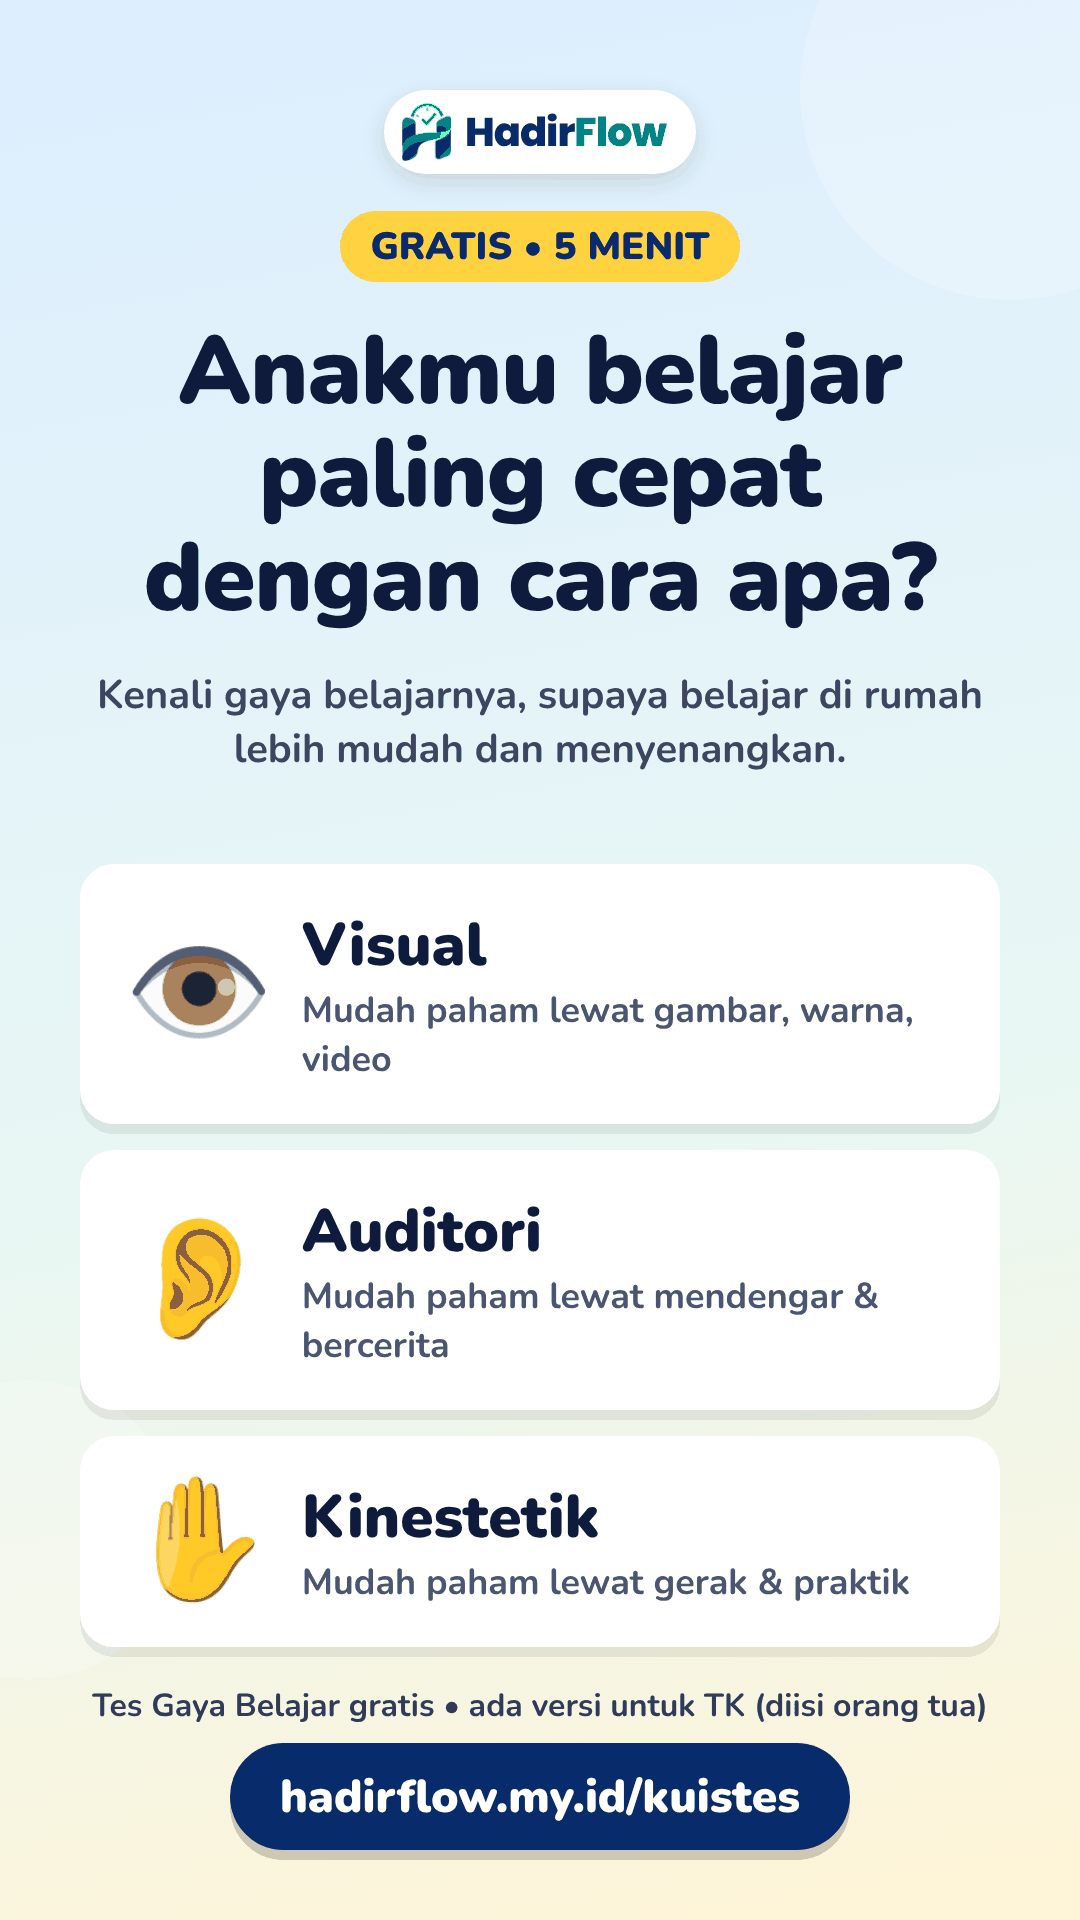 HadirFlow
GRATIS • 5 MENIT
Anakmu belajar
paling cepat
dengan cara apa?
Kenali gaya belajarnya, supaya belajar di rumah
lebih mudah dan menyenangkan.
Visual
Mudah paham lewat gambar, warna,
video
Auditori
Mudah paham lewat mendengar &
bercerita
Kinestetik
Mudah paham lewat gerak & praktik
Tes Gaya Belajar gratis • ada versi untuk TK (diisi orang tua)
hadirflow.my.id/kuistes